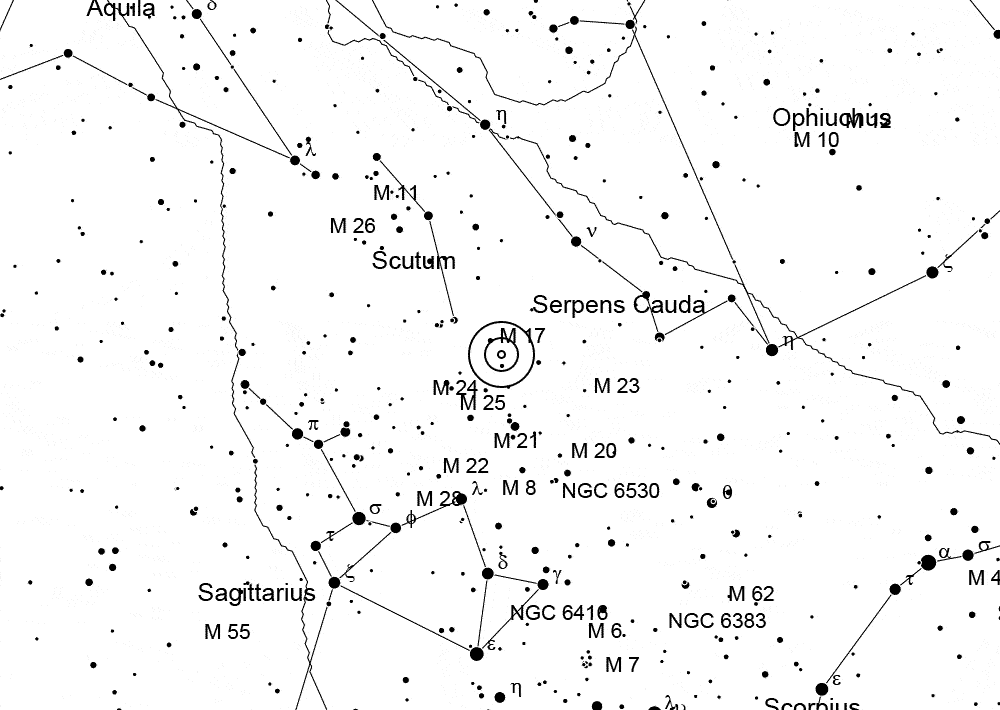 Aquila
δ
η
Ophiuchus
M 12
M 10
λ
M 11
M 26
ν
Scutum
ζ
Serpens Cauda
M 17
η
M 24
M 23
M 25
π
M 21
M 20
M 22
λ
M 8
NGC 6530
M 28
θ
σ
φ
τ
α
σ
δ
ζ
γ
τ
M 4
Sagittarius
M 62
NGC 6416
NGC 6383
M 55
M 6
ε
M 7
ε
η
λυ
Scorpius